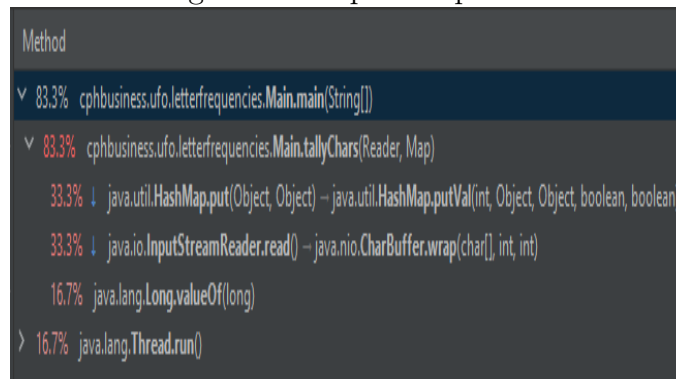 Method
83.3% cphbusiness.ufo.letterfrequencies.Main.main(String[])
83.3% cphbusiness.ufo.letterfrequencies.Main.tallyChars(Reader, Map)
33.3% ↓ java.util.HashMap.put(Object, Object) → java.util.HashMap.putVal(int, Object, Object, boolean, boolean
33.3% ↓ java.io.InputStreamReader.read() → java.nio.CharBuffer.wrap(char[], int, int)
16.7% java.lang.Long.valueOf(long)
16.7% java.lang.Thread.run()